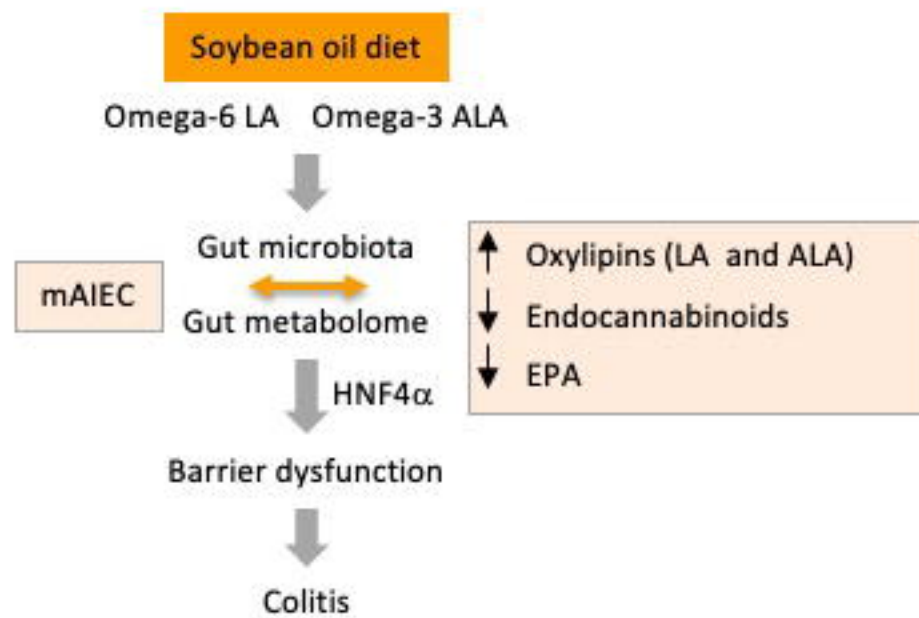 Soybean oil diet
Omega-6 LA Omega-3 ALA
Gut microbiota
mAIEC
Gut metabolome
Oxylipins (LA and ALA)
Endocannabinoids
EPA
HNF4α
Barrier dysfunction
Colitis